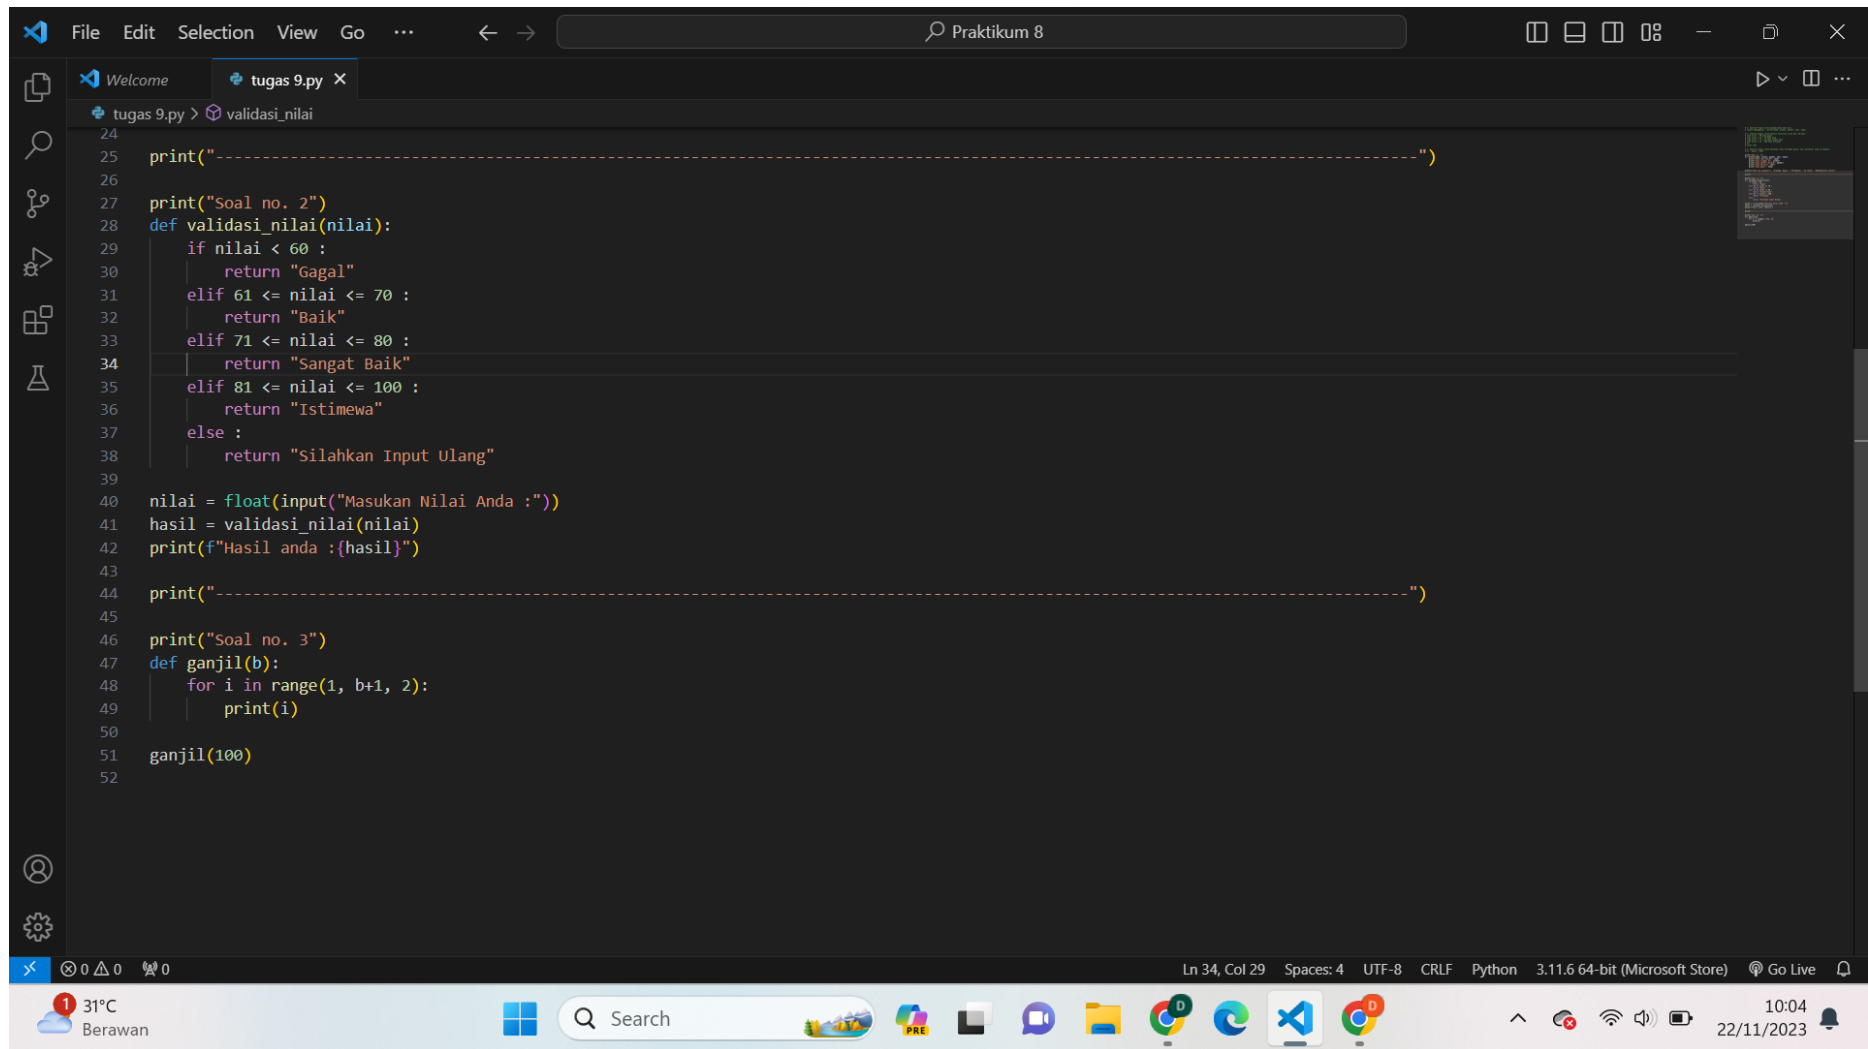 File Edit Selection View Go ··· Praktikum 8
Welcome tugas 9.py
tugas 9.py > validasi_nilai
24
25 print("---------------------------------------------------------------------------------------------------------------------------------")
26
27 print("Soal no. 2")
28 def validasi_nilai(nilai):
29     if nilai < 60 :
30         return "Gagal"
31     elif 61 <= nilai <= 70 :
32         return "Baik"
33     elif 71 <= nilai <= 80 :
34         return "Sangat Baik"
35     elif 81 <= nilai <= 100 :
36         return "Istimewa"
37     else :
38         return "Silahkan Input Ulang"
39
40 nilai = float(input("Masukan Nilai Anda :"))
41 hasil = validasi_nilai(nilai)
42 print(f"Hasil anda :{hasil}")
43
44 print("--------------------------------------------------------------------------------------------------------------------------------")
45
46 print("Soal no. 3")
47 def ganjil(b):
48     for i in range(1, b+1, 2):
49         print(i)
50
51 ganjil(100)
52
0 0 0 Ln 34, Col 29 Spaces: 4 UTF-8 CRLF Python 3.11.6 64-bit (Microsoft Store) Go Live
1 31°C Search PRE D D 10:04
Berawan 22/11/2023